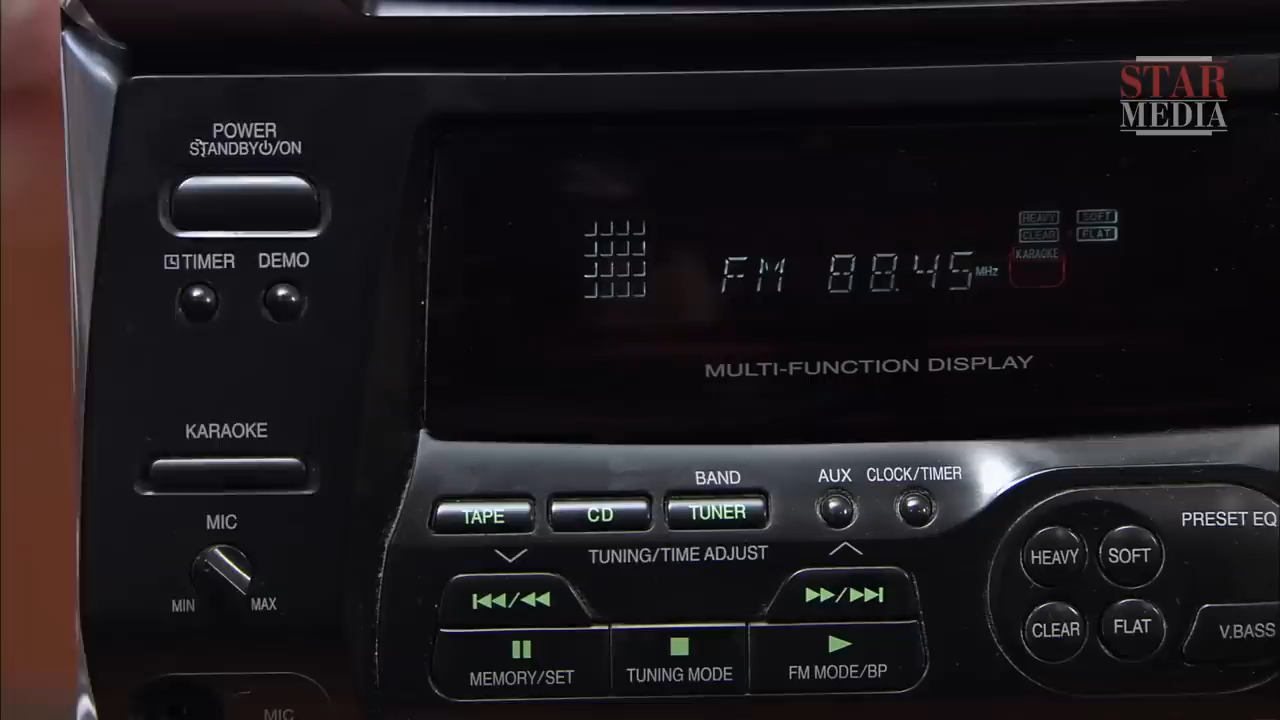 STAR
MEDIA
POWER
STANDBY⏻/ON
TIMER
DEMO
HEAVY
SOFT
CLEAR
FLAT
KARAOKE
FM 88.45 MHz
MULTI-FUNCTION DISPLAY
KARAOKE
BAND
AUX
CLOCK/TIMER
TAPE
CD
TUNER
MIC
TUNING/TIME ADJUST
PRESET EQ
HEAVY
SOFT
MIN
MAX
CLEAR
FLAT
V.BASS
MEMORY/SET
TUNING MODE
FM MODE/BP
MIC